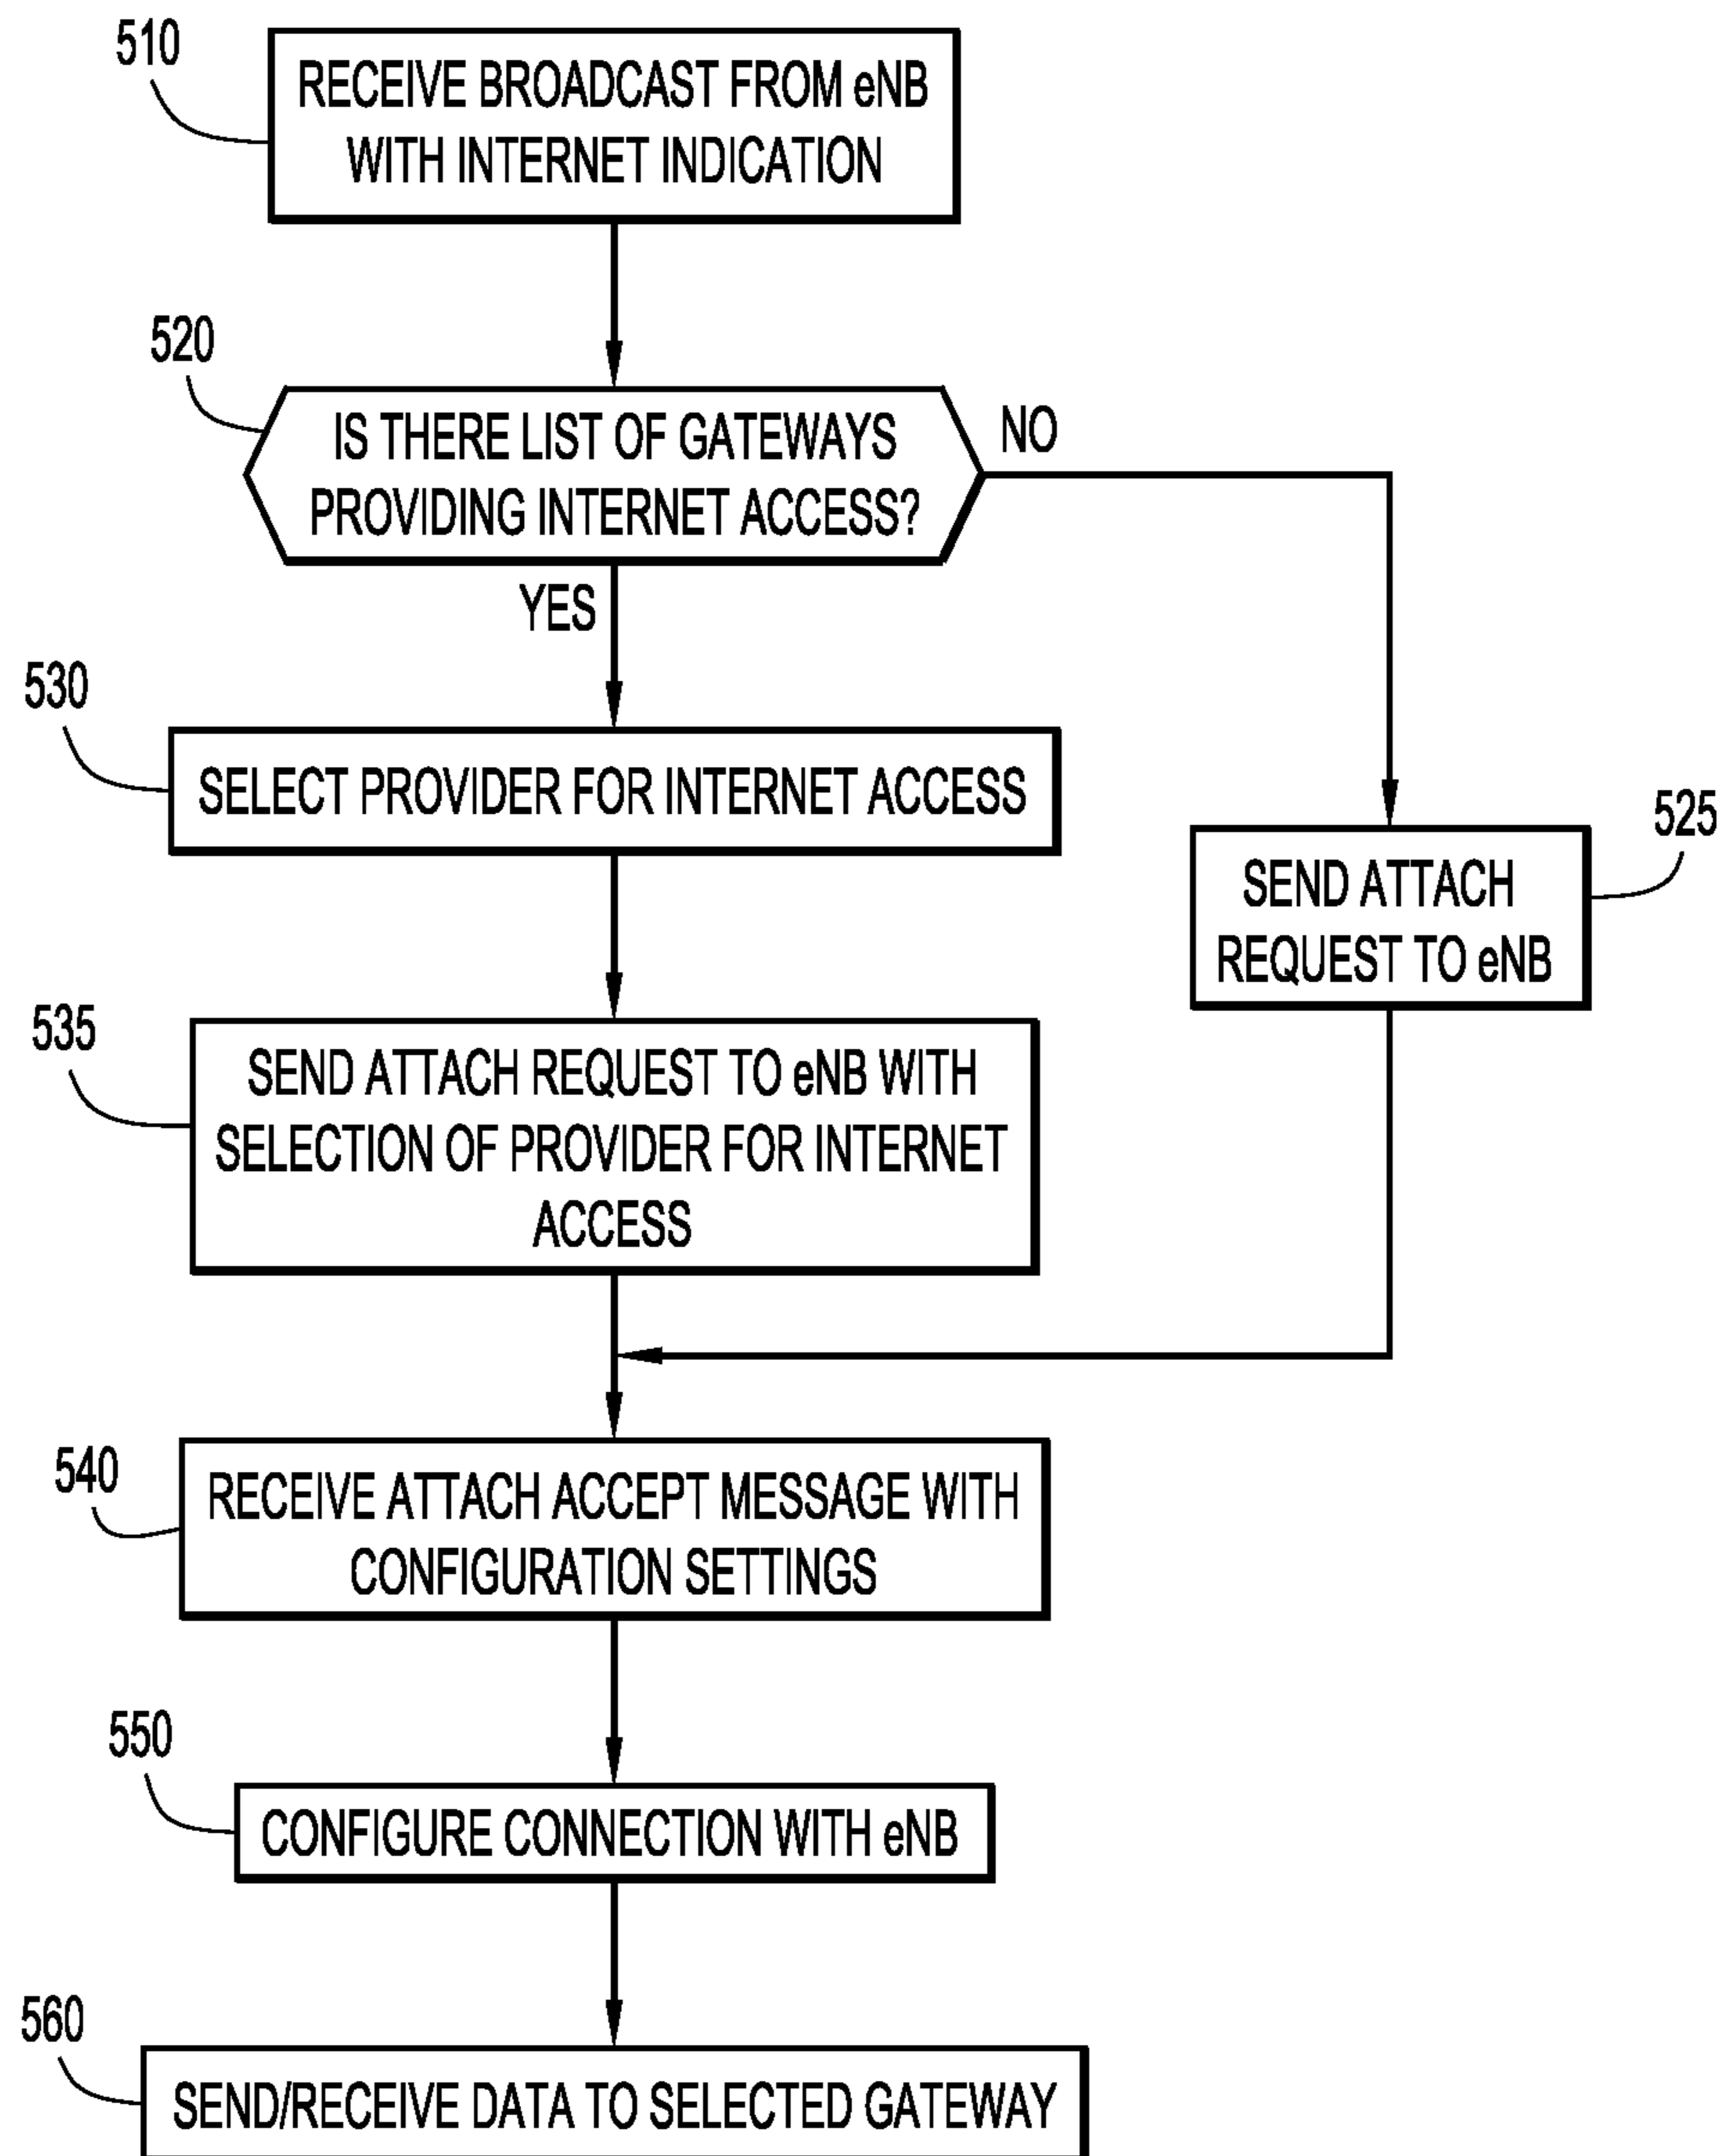 510
RECEIVE BROADCAST FROM eNB
WITH INTERNET INDICATION
520
IS THERE LIST OF GATEWAYS
PROVIDING INTERNET ACCESS?
NO
YES
530
SELECT PROVIDER FOR INTERNET ACCESS
525
SEND ATTACH
REQUEST TO eNB
535
SEND ATTACH REQUEST TO eNB WITH
SELECTION OF PROVIDER FOR INTERNET
ACCESS
540
RECEIVE ATTACH ACCEPT MESSAGE WITH
CONFIGURATION SETTINGS
550
CONFIGURE CONNECTION WITH eNB
560
SEND/RECEIVE DATA TO SELECTED GATEWAY